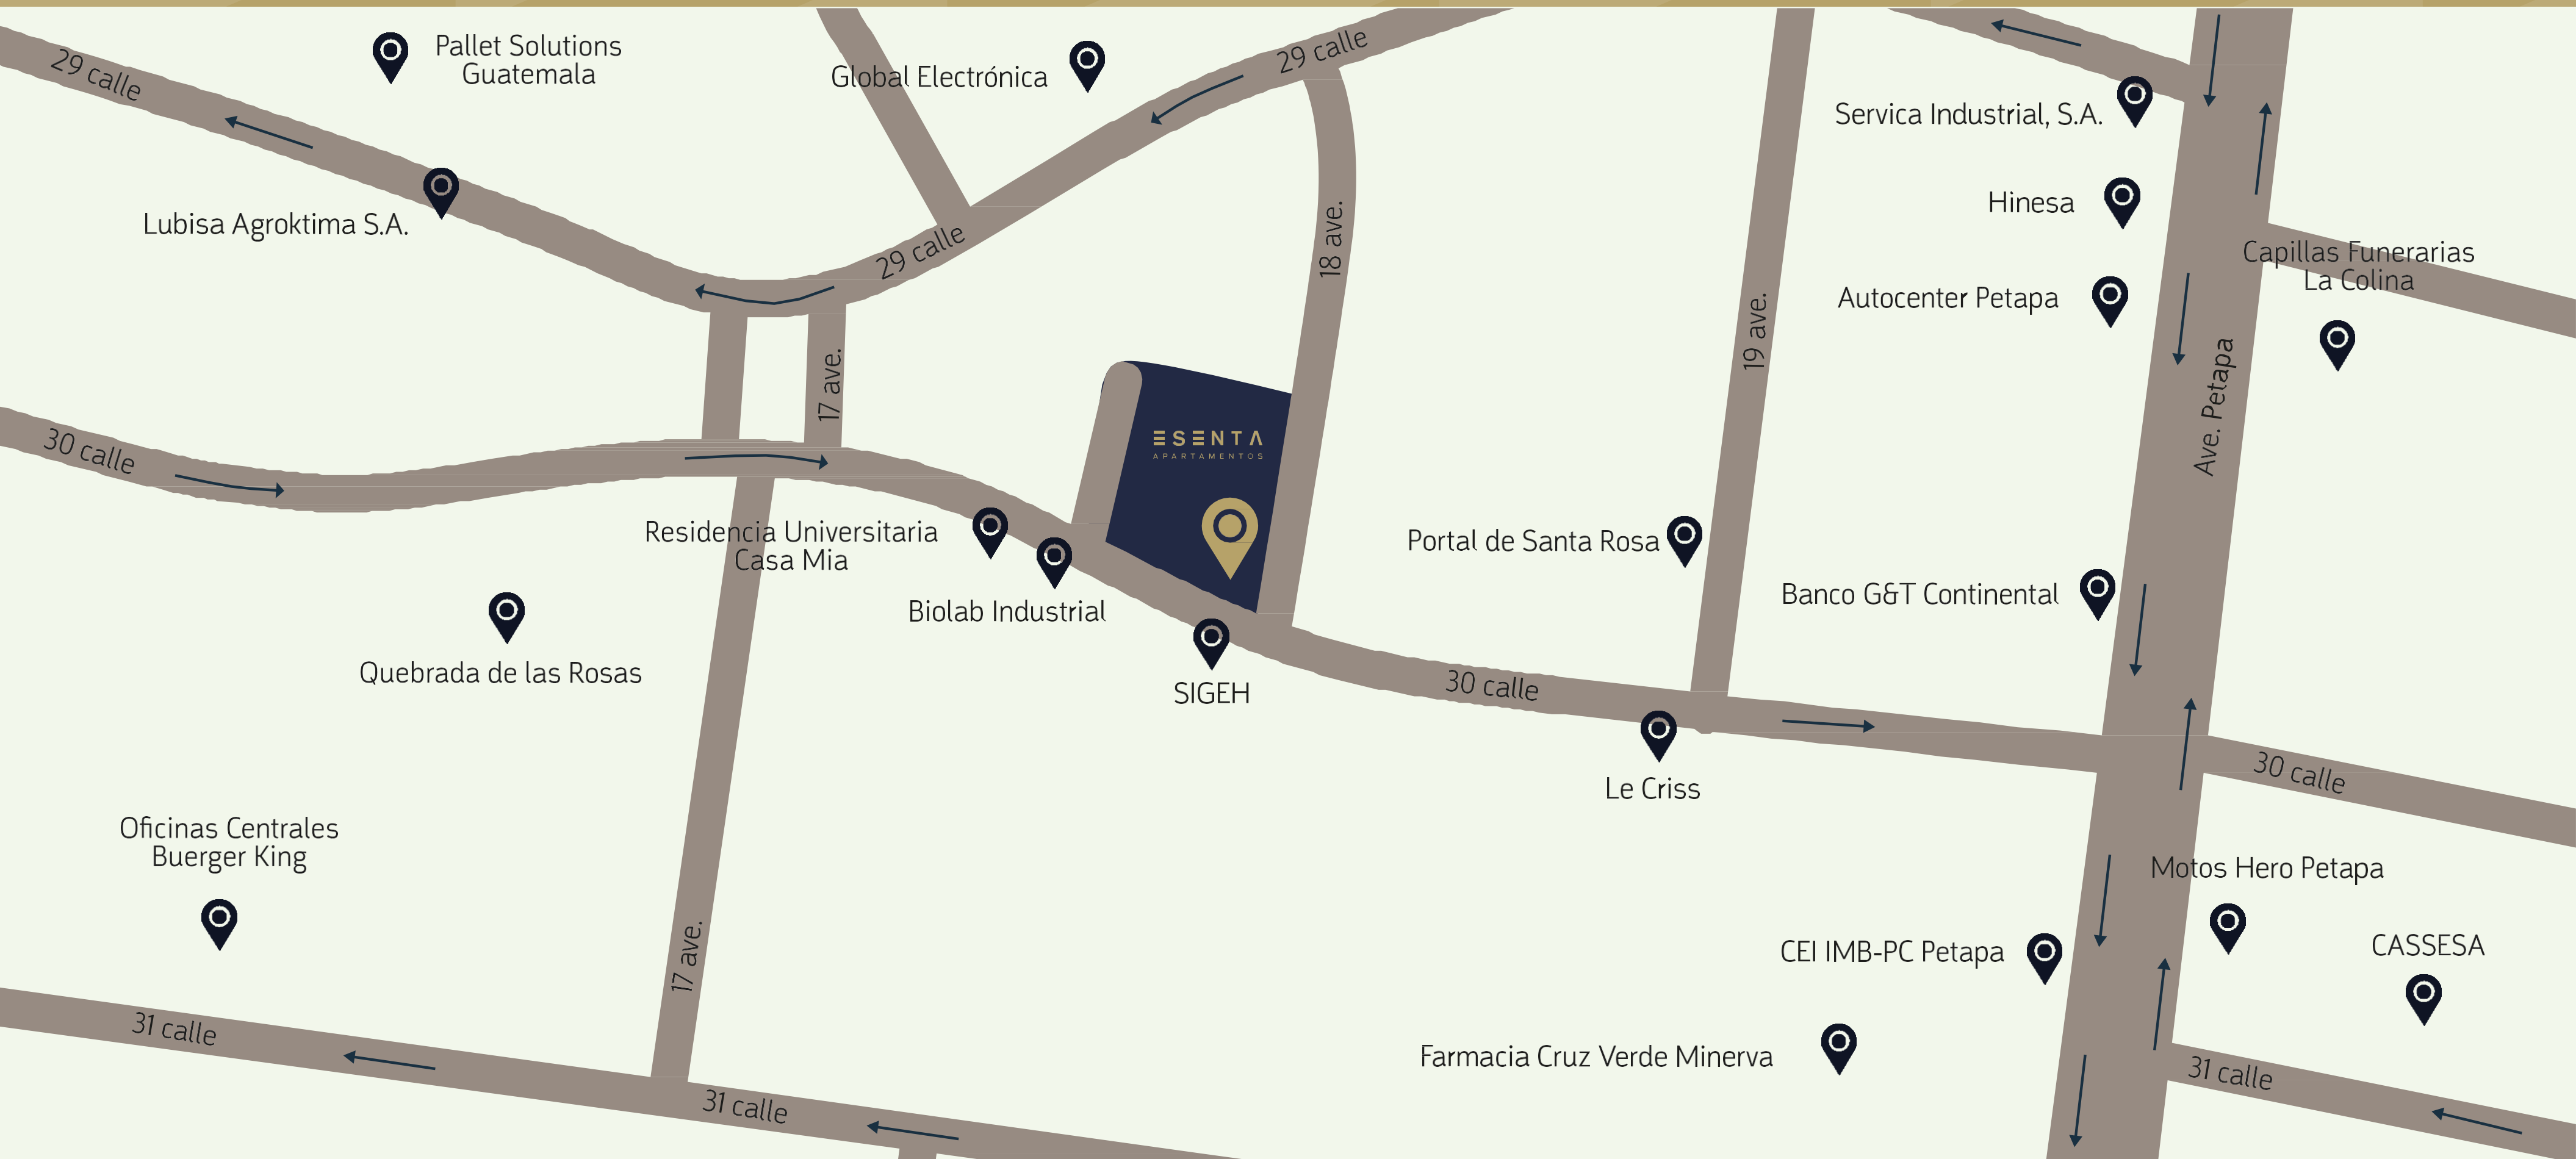 29 calle
Pallet Solutions
Guatemala
Global Electrónica
29 calle
Servica Industrial, S.A.
Lubisa Agroktima S.A.
29 calle
18 ave.
Hinesa
Capillas Funerarias
La Colina
Autocenter Petapa
19 ave.
17 ave.
Ave. Petapa
30 calle
ESENTA
APARTAMENTOS
Residencia Universitaria
Casa Mia
Portal de Santa Rosa
Banco G&T Continental
Biolab Industrial
Quebrada de las Rosas
SIGEH
30 calle
Le Criss
30 calle
Oficinas Centrales
Buerger King
Motos Hero Petapa
17 ave.
CEI IMB-PC Petapa
CASSESA
31 calle
Farmacia Cruz Verde Minerva
31 calle
31 calle